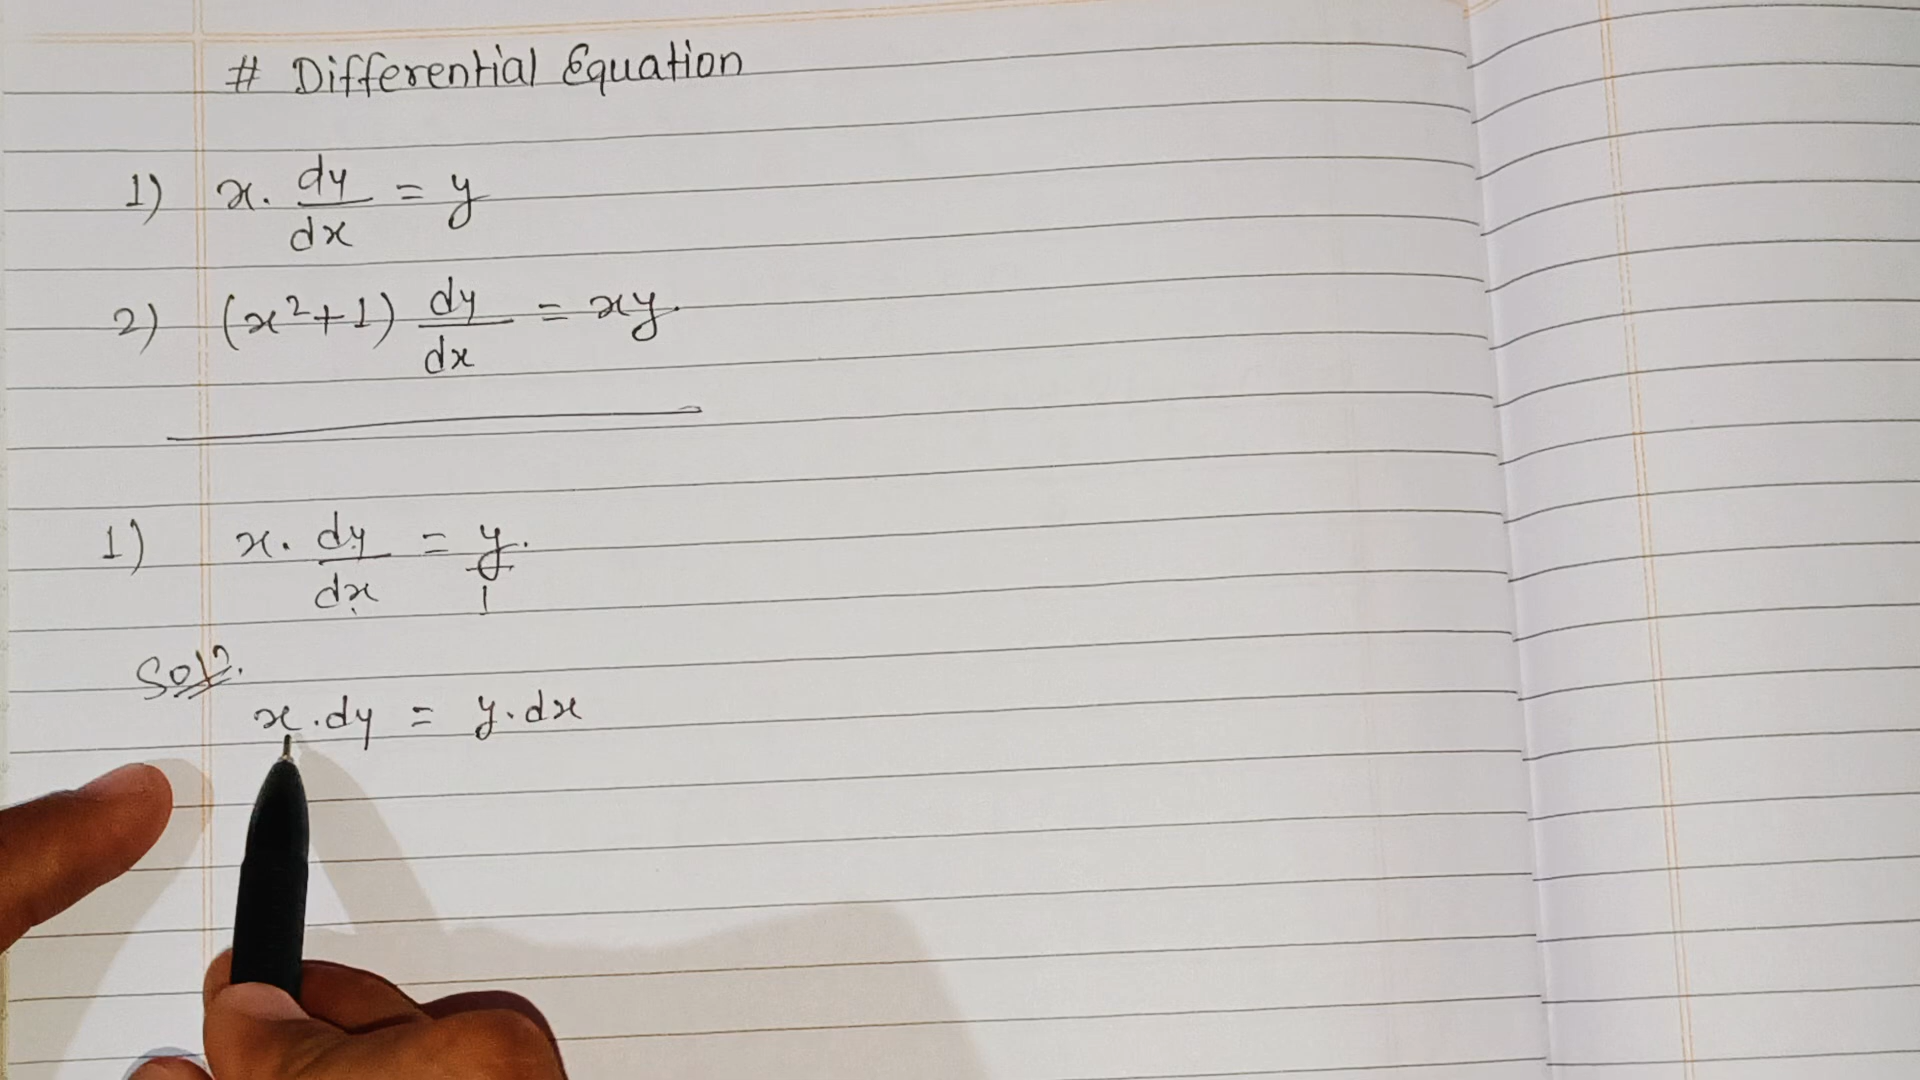 # Differential Equation
1) x. dy/dx = y
2) (x²+1) dy/dx = xy.
1) x. dy/dx = y/1.
Solⁿ.
x.dy = y.dx